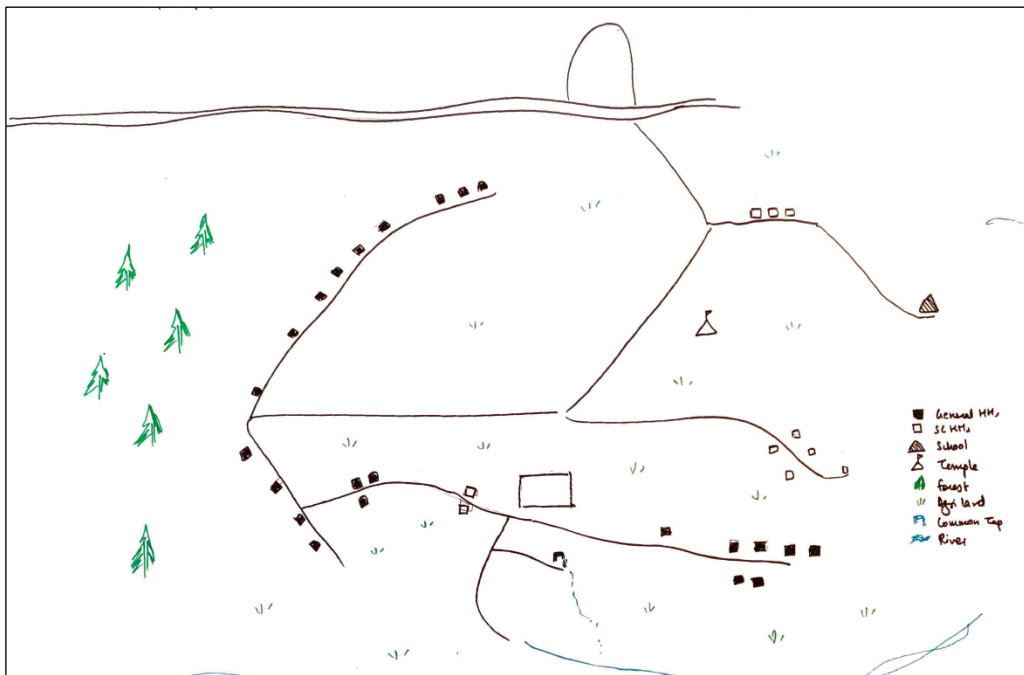 General HHs
SC HHs
School
Temple
forest
Agri land
Common Tap
River